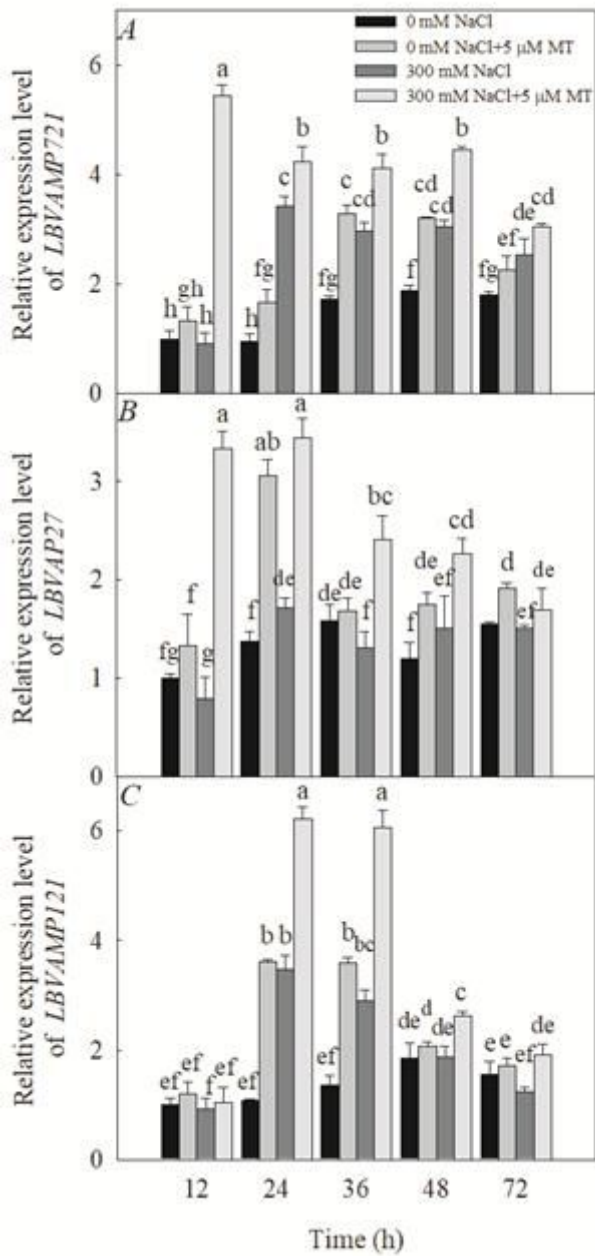 A
0 mM NaCl
0 mM NaCl+5 μM MT
300 mM NaCl
300 mM NaCl+5 μM MT
Relative expression level
of LBVAMP721
6
4
2
0
h gh h a
h fg c b
fg c cd b
f cd cd b
fg ef de cd
B
Relative expression level
of LBVAP27
3
2
1
0
fg f g a
f ab de a
de de f bc
f de ef cd
d ef de
C
Relative expression level
of LBVAMP121
6
4
2
0
ef ef f ef
ef b b a
ef b bc a
de d de c
e e ef de
12 24 36 48 72
Time (h)